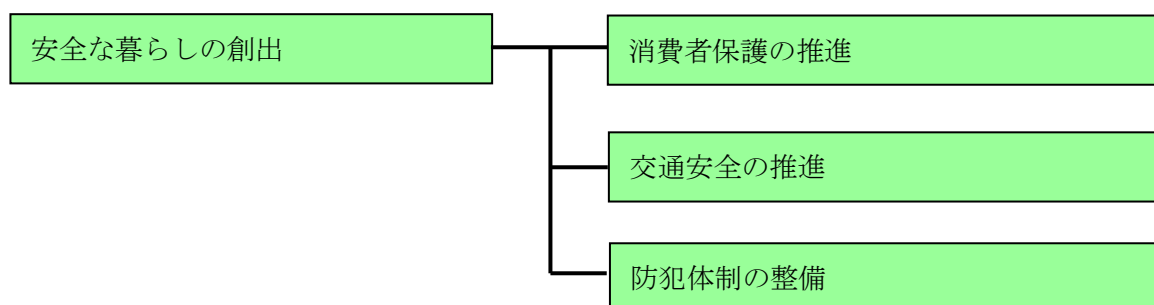 安全な暮らしの創出
消費者保護の推進
交通安全の推進
防犯体制の整備